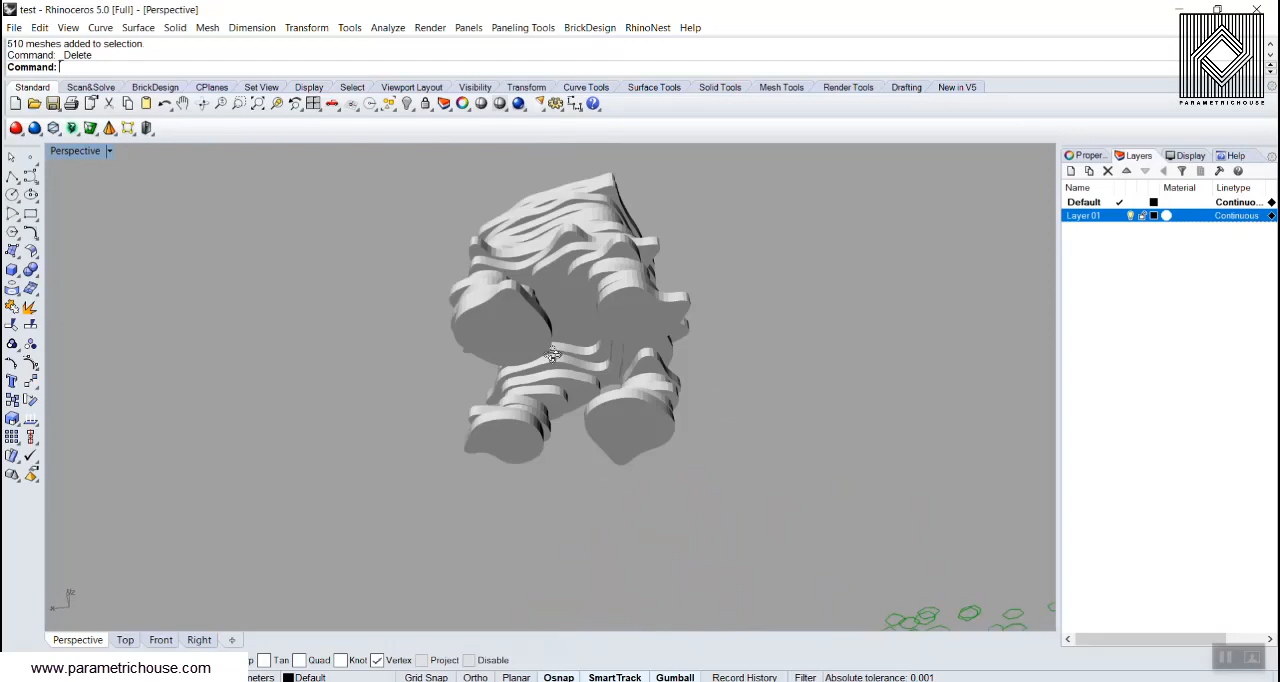 test - Rhinoceros 5.0 [Full] - [Perspective]
File Edit View Curve Surface Solid Mesh Dimension Transform Tools Analyze Render Panels Paneling Tools BrickDesign RhinoNest Help
510 meshes added to selection.
Command: _Delete
Command:
Standard Scan&Solve BrickDesign CPlanes Set View Display Select Viewport Layout Visibility Transform Curve Tools Surface Tools Solid Tools Mesh Tools Render Tools Drafting New in V5
PARAMETRICHOUSE
Perspective
Proper... Layers Display Help
Name Material Linetype
Default Continuo...
Layer 01 Continuous
Perspective Top Front Right
Tan Quad Knot Vertex Project Disable
www.parametrichouse.com
Default Grid Snap Ortho Planar Osnap SmartTrack Gumball Record History Filter Absolute tolerance: 0.001